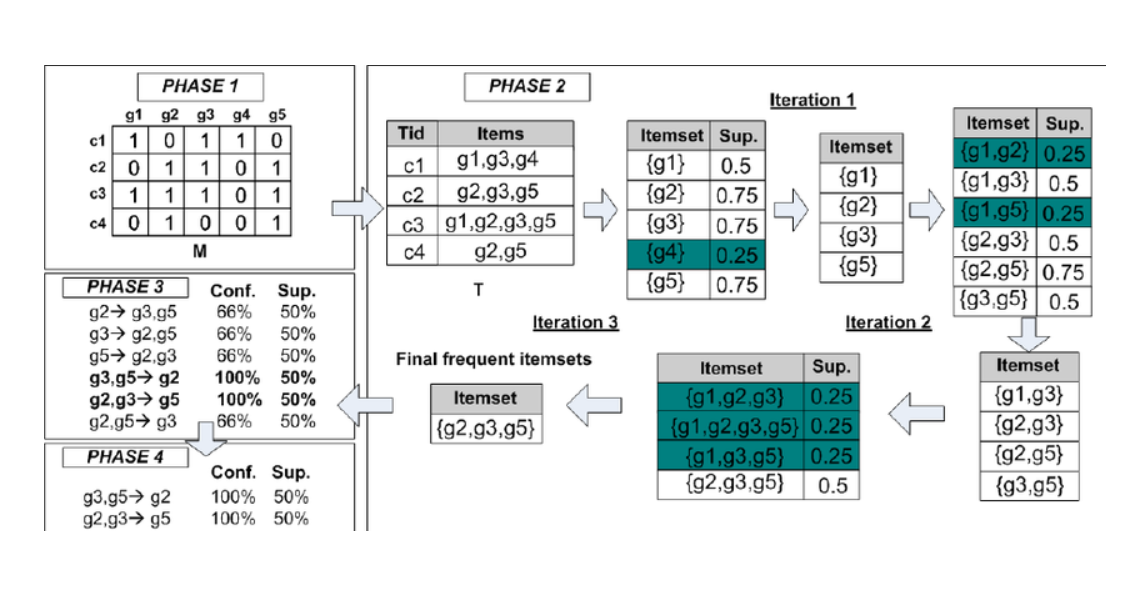 PHASE 1
g1 g2 g3 g4 g5
c1 1 0 1 1 0
c2 0 1 1 0 1
c3 1 1 1 0 1
c4 0 1 0 0 1
M
PHASE 2
Tid Items
c1 g1,g3,g4
c2 g2,g3,g5
c3 g1,g2,g3,g5
c4 g2,g5
T
Iteration 1
Itemset Sup.
{g1} 0.5
{g2} 0.75
{g3} 0.75
{g4} 0.25
{g5} 0.75
Itemset
{g1}
{g2}
{g3}
{g5}
Itemset Sup.
{g1,g2} 0.25
{g1,g3} 0.5
{g1,g5} 0.25
{g2,g3} 0.5
{g2,g5} 0.75
{g3,g5} 0.5
Iteration 2
Itemset
{g1,g3}
{g2,g3}
{g2,g5}
{g3,g5}
Itemset Sup.
{g1,g2,g3} 0.25
{g1,g2,g3,g5} 0.25
{g1,g3,g5} 0.25
{g2,g3,g5} 0.5
Iteration 3
Final frequent itemsets
Itemset
{g2,g3,g5}
PHASE 3 Conf. Sup.
g2→ g3,g5 66% 50%
g3→ g2,g5 66% 50%
g5→ g2,g3 66% 50%
g3,g5→ g2 100% 50%
g2,g3→ g5 100% 50%
g2,g5→ g3 66% 50%
PHASE 4
Conf. Sup.
g3,g5→ g2 100% 50%
g2,g3→ g5 100% 50%